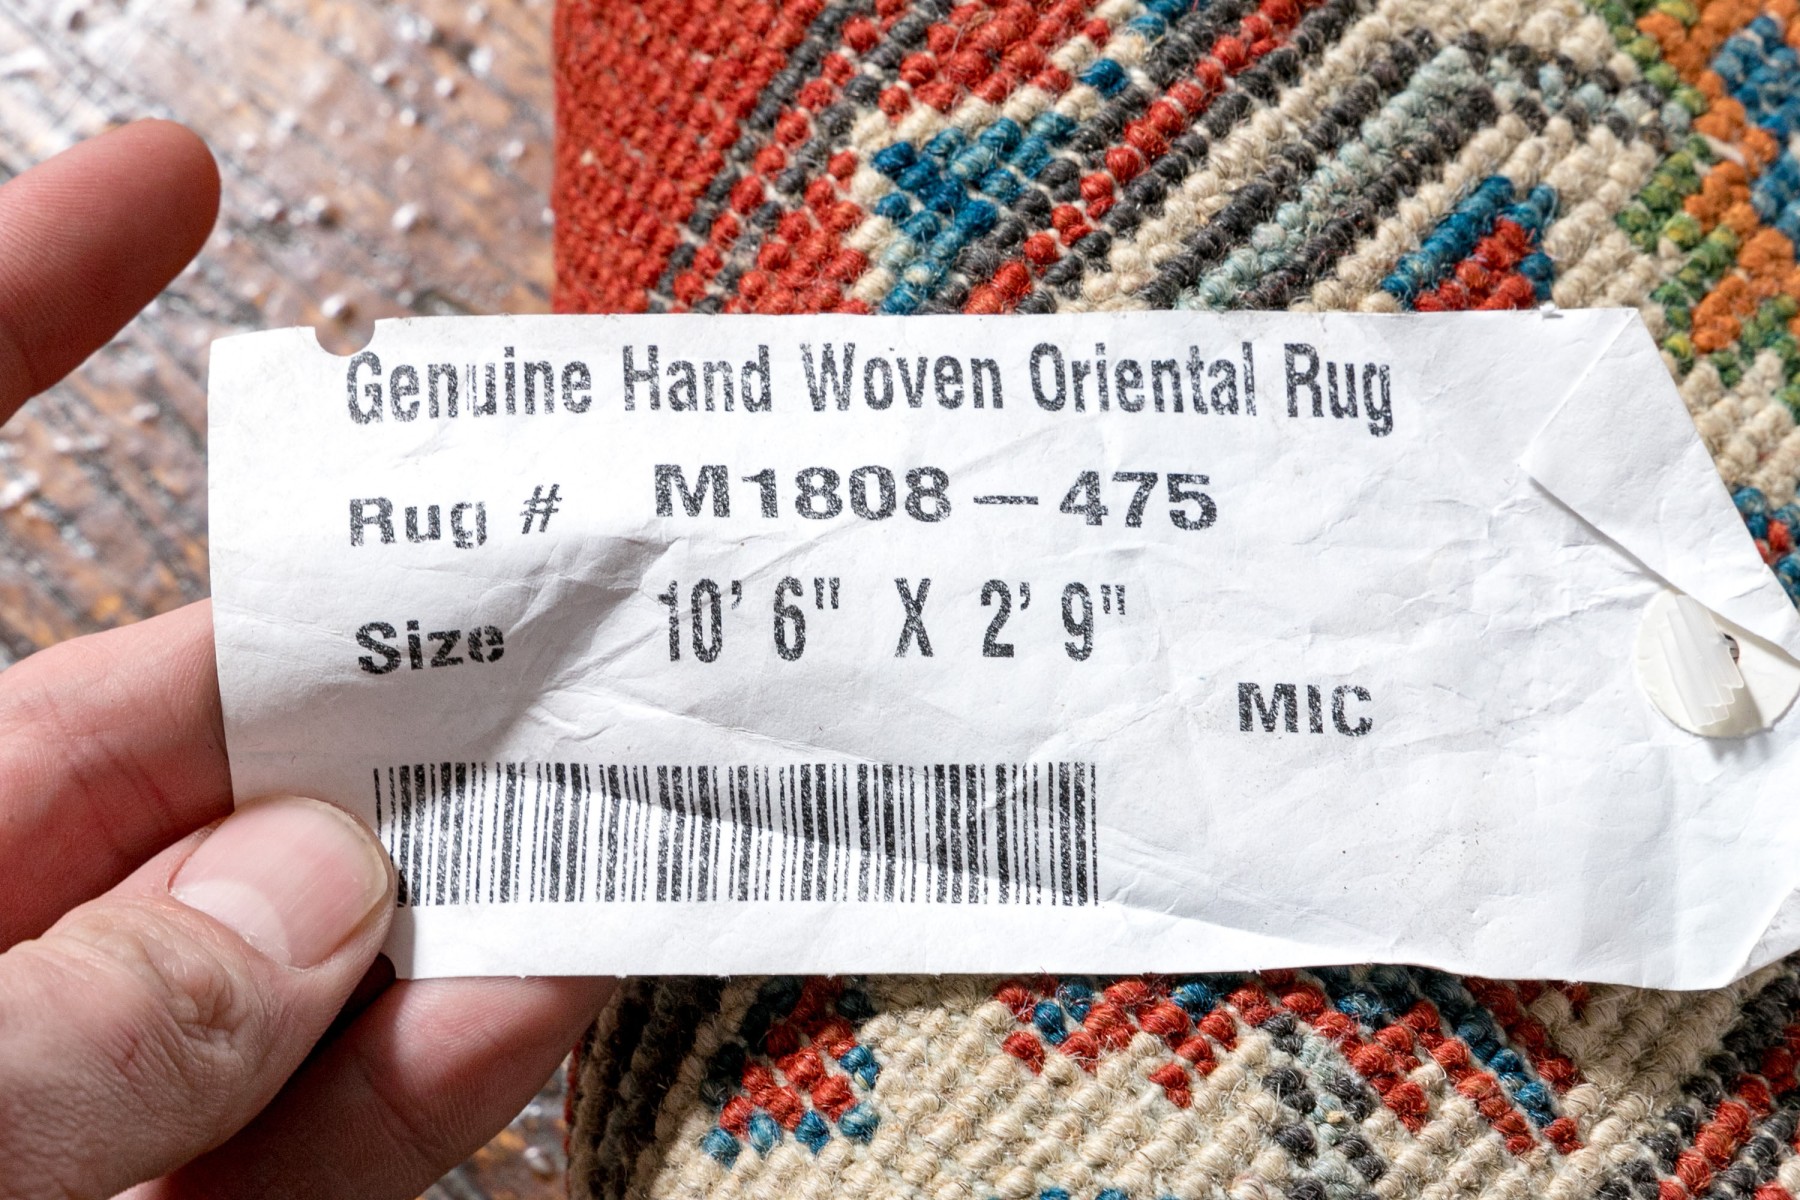 Genuine Hand Woven Oriental Rug
Rug # M1808-475
Size 10' 6" X 2' 9"
MIC